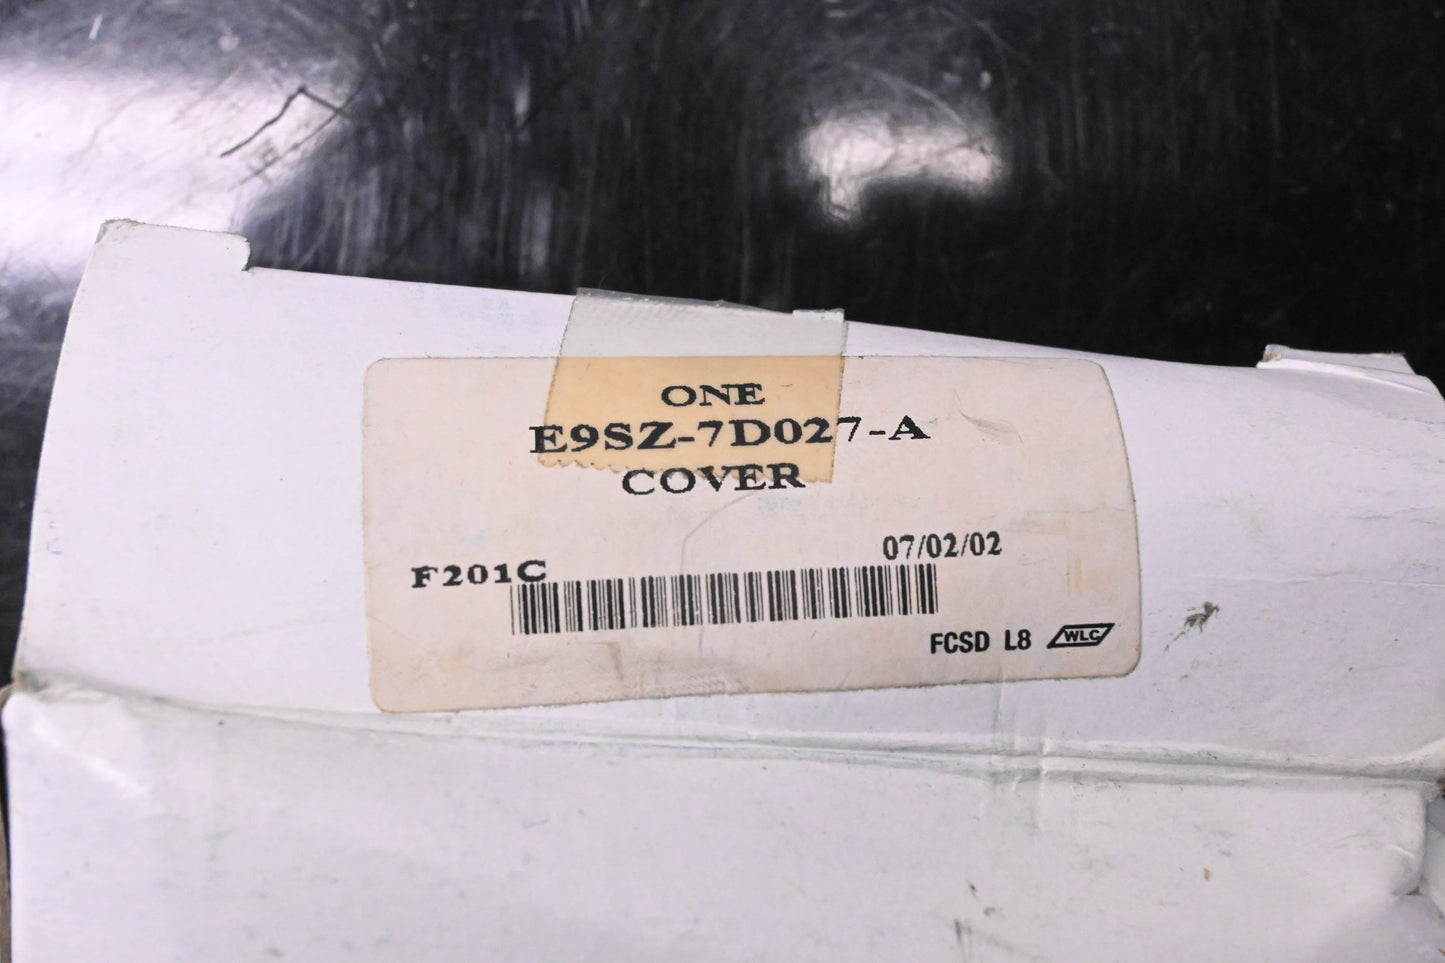 ONE
E9SZ-7D027-A
COVER
07/02/02
F201C
FCSD L8 WLC